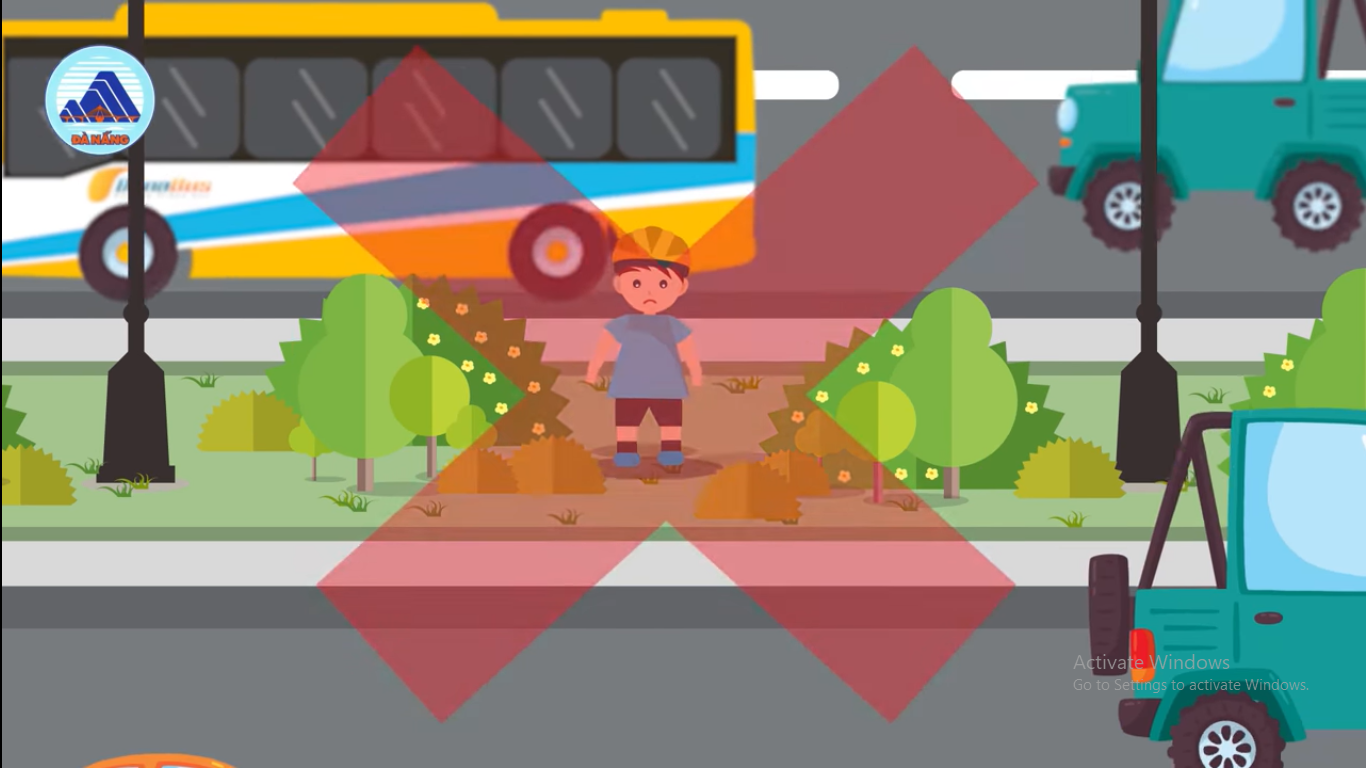 ĐÀ NẴNG
Activate Windows
Go to Settings to activate Windows.